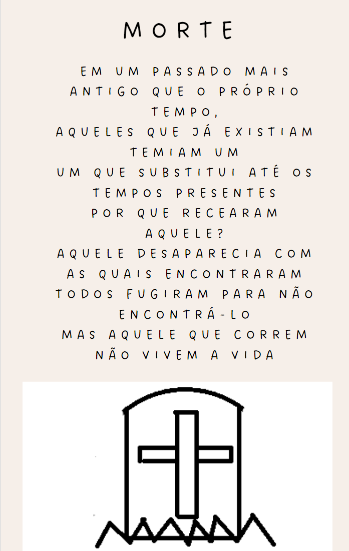 MORTE
EM UM PASSADO MAIS
ANTIGO QUE O PRÓPRIO
TEMPO,
AQUELES QUE JÁ EXISTIAM
TEMIAM UM
UM QUE SUBSTITUI ATÉ OS
TEMPOS PRESENTES
POR QUE RECEARAM
AQUELE?
AQUELE DESAPARECIA COM
AS QUAIS ENCONTRARAM
TODOS FUGIRAM PARA NÃO
ENCONTRÁ-LO
MAS AQUELE QUE CORREM
NÃO VIVEM A VIDA